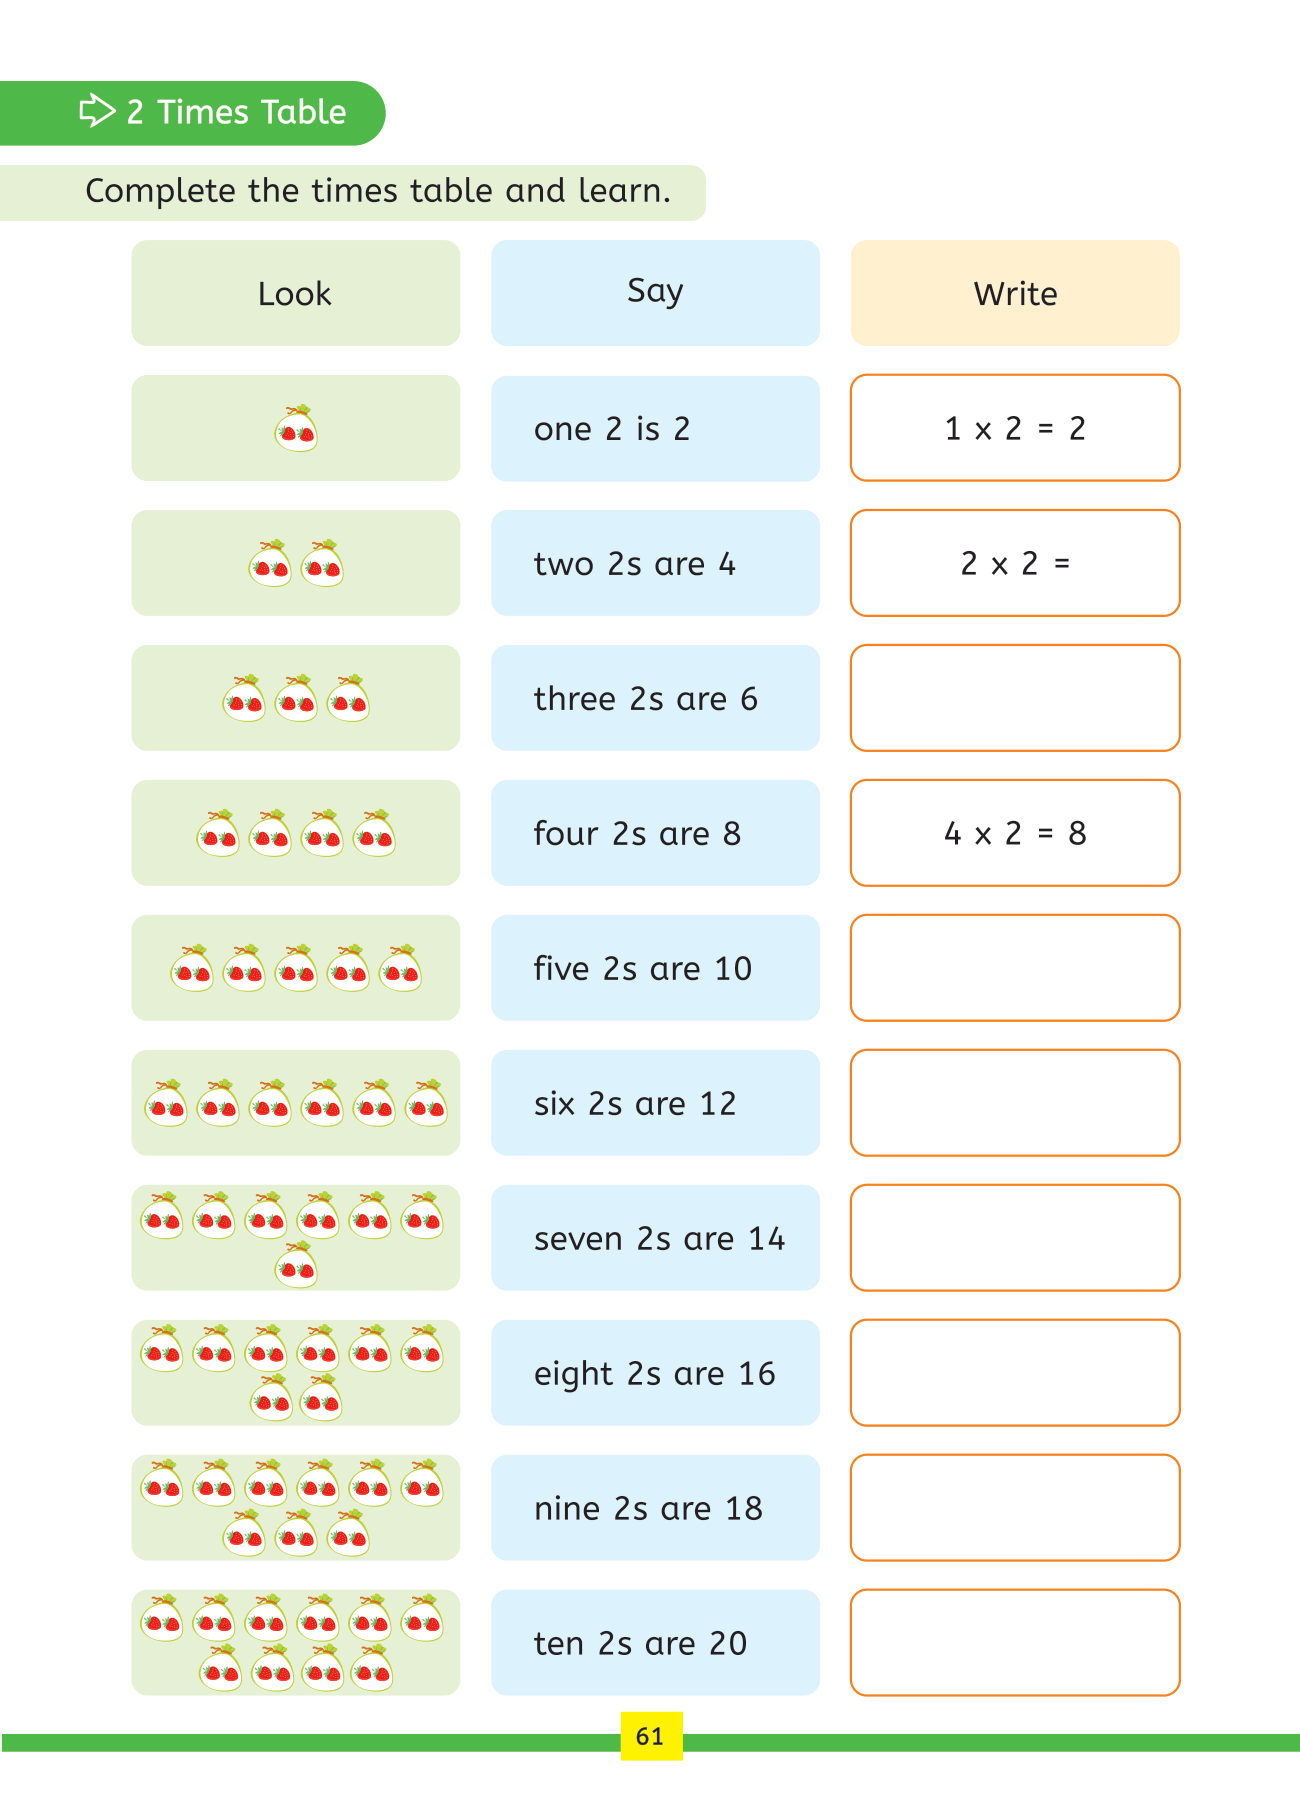 2 Times Table
Complete the times table and learn.
Look Say Write
one 2 is 2 1 x 2 = 2
two 2s are 4 2 x 2 =
three 2s are 6
four 2s are 8 4 x 2 = 8
five 2s are 10
six 2s are 12
seven 2s are 14
eight 2s are 16
nine 2s are 18
ten 2s are 20
61